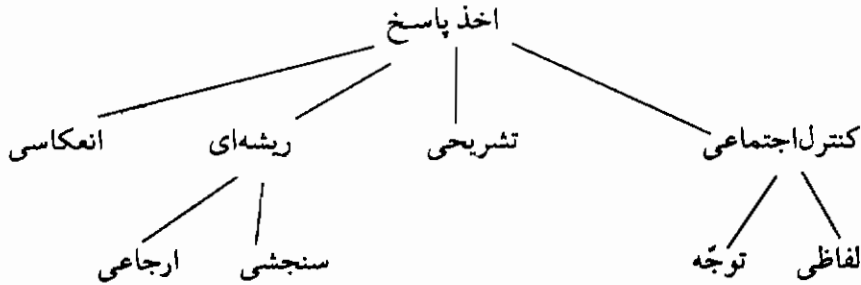 اخذ پاسخ
کنترل‌اجتماعی تشریحی ریشه‌ای انعکاسی
لفاظی توجّه سنجشی ارجاعی